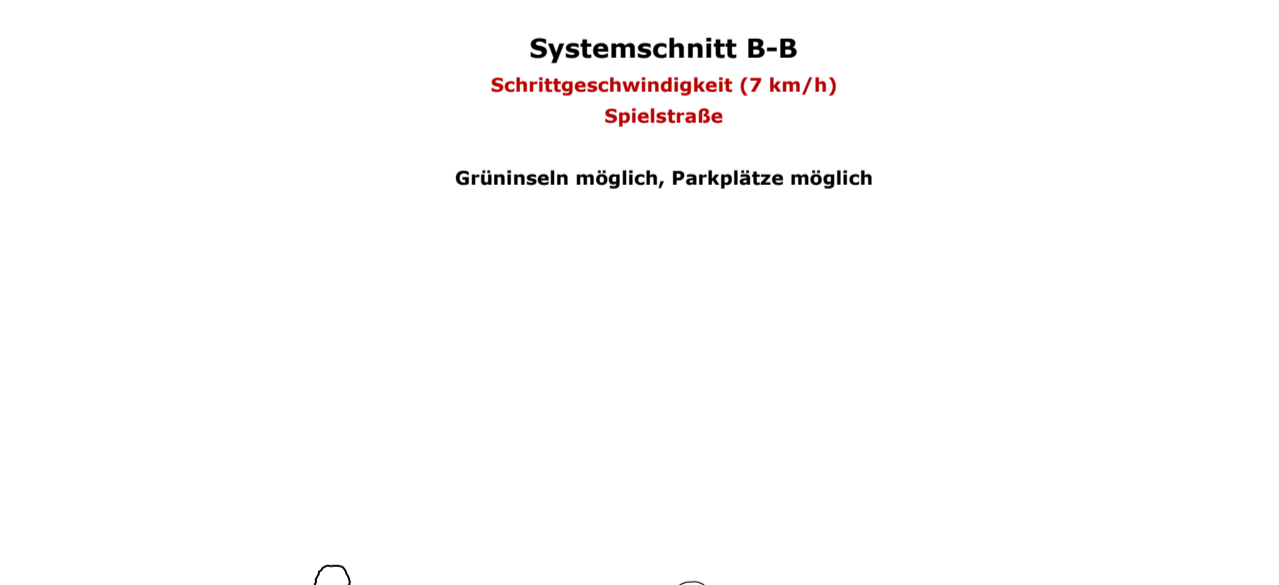 Systemschnitt B-B
Schrittgeschwindigkeit (7 km/h)
Spielstraße
Grüninseln möglich, Parkplätze möglich